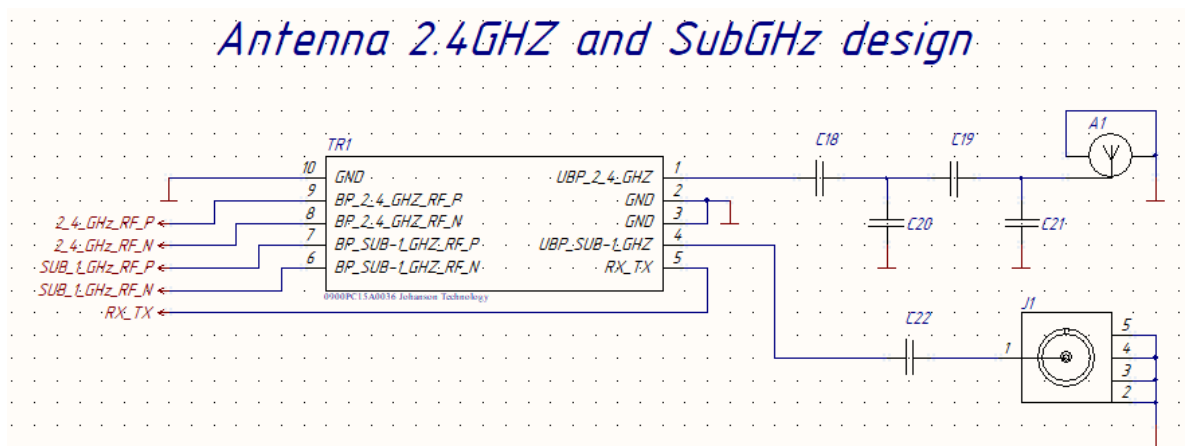 Antenna 2.4GHZ and SubGHz design
A1
C18
C19
TR1
10 GND
UBP_2_4_GHZ 1
9 BP_2_4_GHZ_RF_P
GND 2
8 BP_2_4_GHZ_RF_N
GND 3
7 BP_SUB-1_GHZ_RF_P
UBP_SUB-1_GHZ 4
6 BP_SUB-1_GHZ_RF_N
RX_TX 5
0900PC15A0036 Johanson Technology
2_4_GHz_RF_P
2_4_GHz_RF_N
SUB_1_GHz_RF_P
SUB_1_GHz_RF_N
RX_TX
C20
C21
C22
J1
1
5
4
3
2